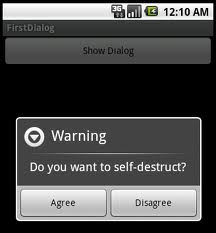 3G 12:10 AM
FirstDialog
Show Dialog
Warning
Do you want to self-destruct?
Agree
Disagree